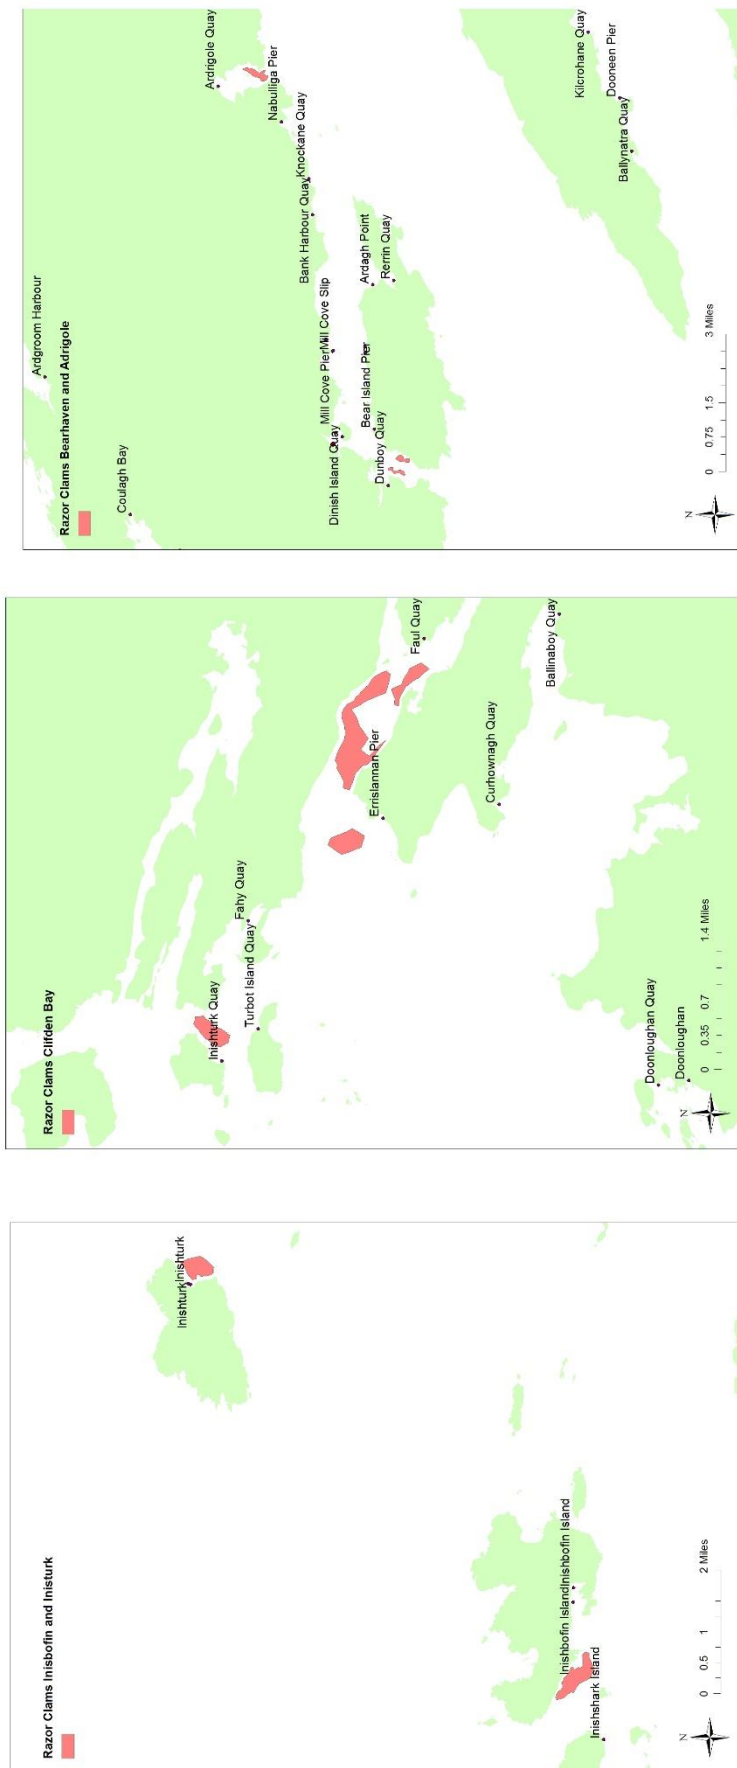 Razor Clams Inisbofin and Inisturk
Inishturk
Inishturk
Inishbofin Island
Inishbofin Island
Inishshark Island
N
0 0.5 1 2 Miles
Razor Clams Clifden Bay
Inishturk Quay
Turbot Island Quay
Fahy Quay
Errislannan Pier
Faul Quay
Curhownagh Quay
Ballinaboy Quay
Doonloughan Quay
Doonloughan
N
0 0.35 0.7 1.4 Miles
Ardgroom Harbour
Razor Clams Bearhaven and Adrigole
Coulagh Bay
Ardrigole Quay
Nabulliga Pier
Knockane Quay
Bank Harbour Quay
Mill Cove Slip
Mill Cove Pier
Dinish Island Quay
Ardagh Point
Bear Island Pier
Rerrin Quay
Dunboy Quay
Kilcrohane Quay
Dooneen Pier
Ballynatra Quay
N
0 0.75 1.5 3 Miles